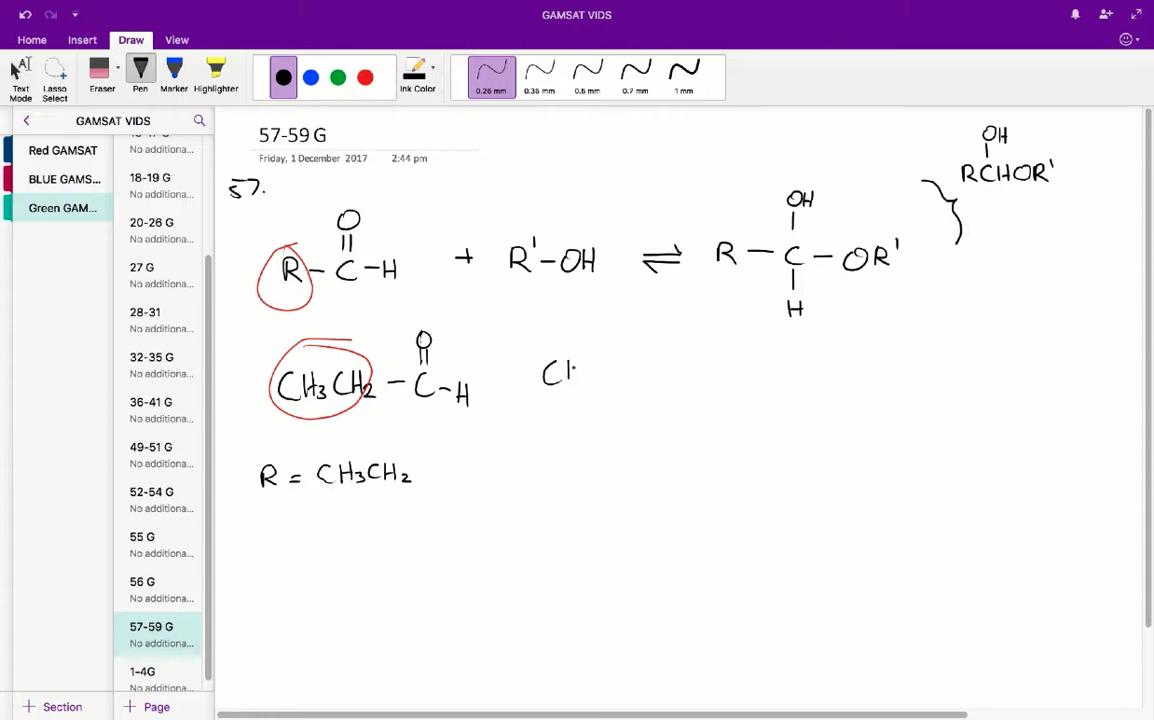 GAMSAT VIDS
Home Insert Draw View
Text Mode
Lasso Select
Eraser
Pen
Marker
Highlighter
Ink Color
0.25 mm
0.35 mm
0.5 mm
0.7 mm
1 mm
GAMSAT VIDS
Red GAMSAT
BLUE GAMS...
Green GAM...
No additiona...
18-19 G
No additiona...
20-26 G
No additiona...
27 G
No additiona...
28-31
No additiona...
32-35 G
No additiona...
36-41 G
No additiona...
49-51 G
No additiona...
52-54 G
No additiona...
55 G
No additiona...
56 G
No additiona...
57-59 G
No additiona...
1-4G
No additiona...
+ Section
+ Page
57-59 G
Friday, 1 December 2017 2:44 pm
57.
OH
RCHOR'
O
R - C - H + R' - OH ⇌ R - C - OR'
OH
H
O
CH3CH2 - C - H
R = CH3CH2